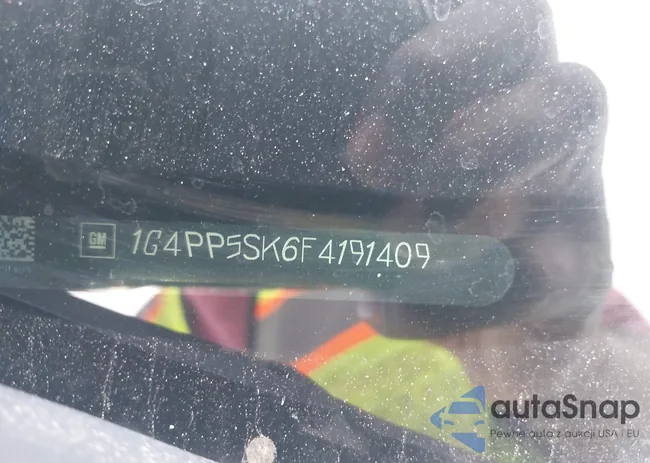 GM 1G4PP5SK6F4191409
autaSnap
Pewne auta z aukcji USA i EU